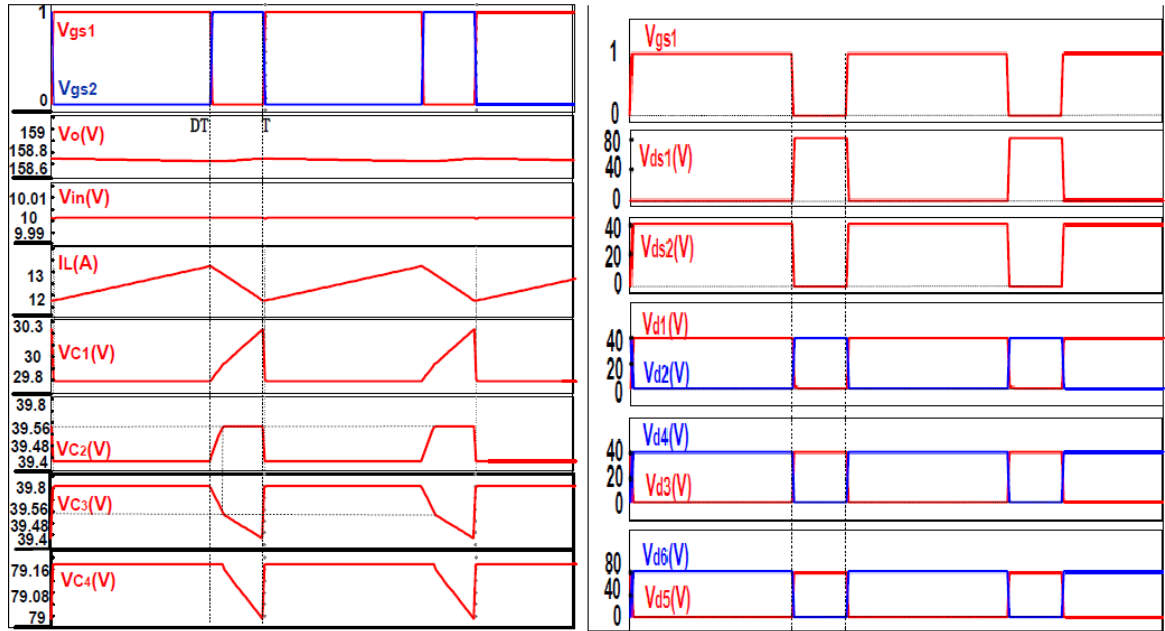 1
Vgs1
Vgs2
0
DT
T
159
Vo(V)
158.8
158.6
10.01
Vin(V)
10
9.99
IL(A)
13
12
30.3
VC1(V)
30
29.8
39.8
39.56
39.48
VC2(V)
39.4
39.8
VC3(V)
39.56
39.48
39.4
79.16
VC4(V)
79.08
79
Vgs1
1
0
80
Vds1(V)
40
0
40
Vds2(V)
20
0
Vd1(V)
40
20
Vd2(V)
0
Vd4(V)
40
20
Vd3(V)
0
Vd6(V)
80
40
Vd5(V)
0